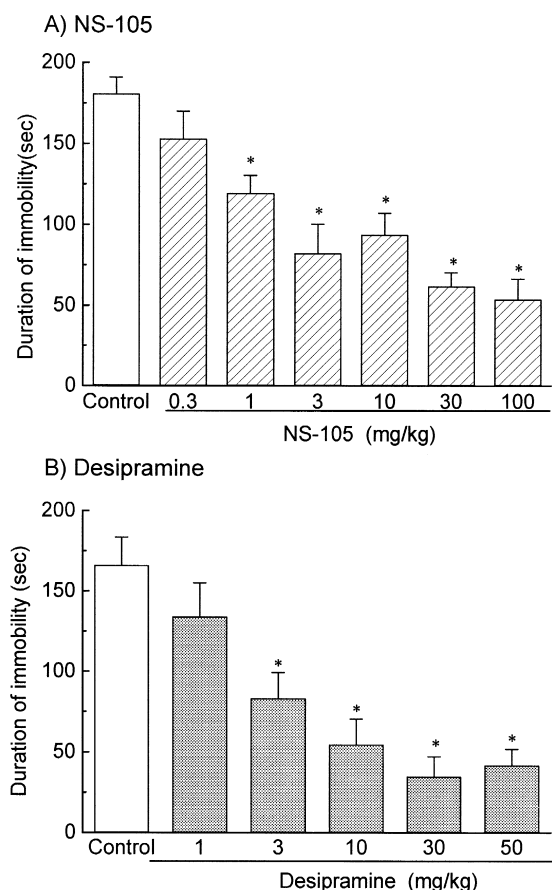 A) NS-105
Duration of immobility(sec)
200
150
100
50
0
*
*
*
*
*
Control 0.3 1 3 10 30 100
NS-105 (mg/kg)
B) Desipramine
Duration of immobility (sec)
200
150
100
50
0
*
*
*
*
Control 1 3 10 30 50
Desipramine (mg/kg)